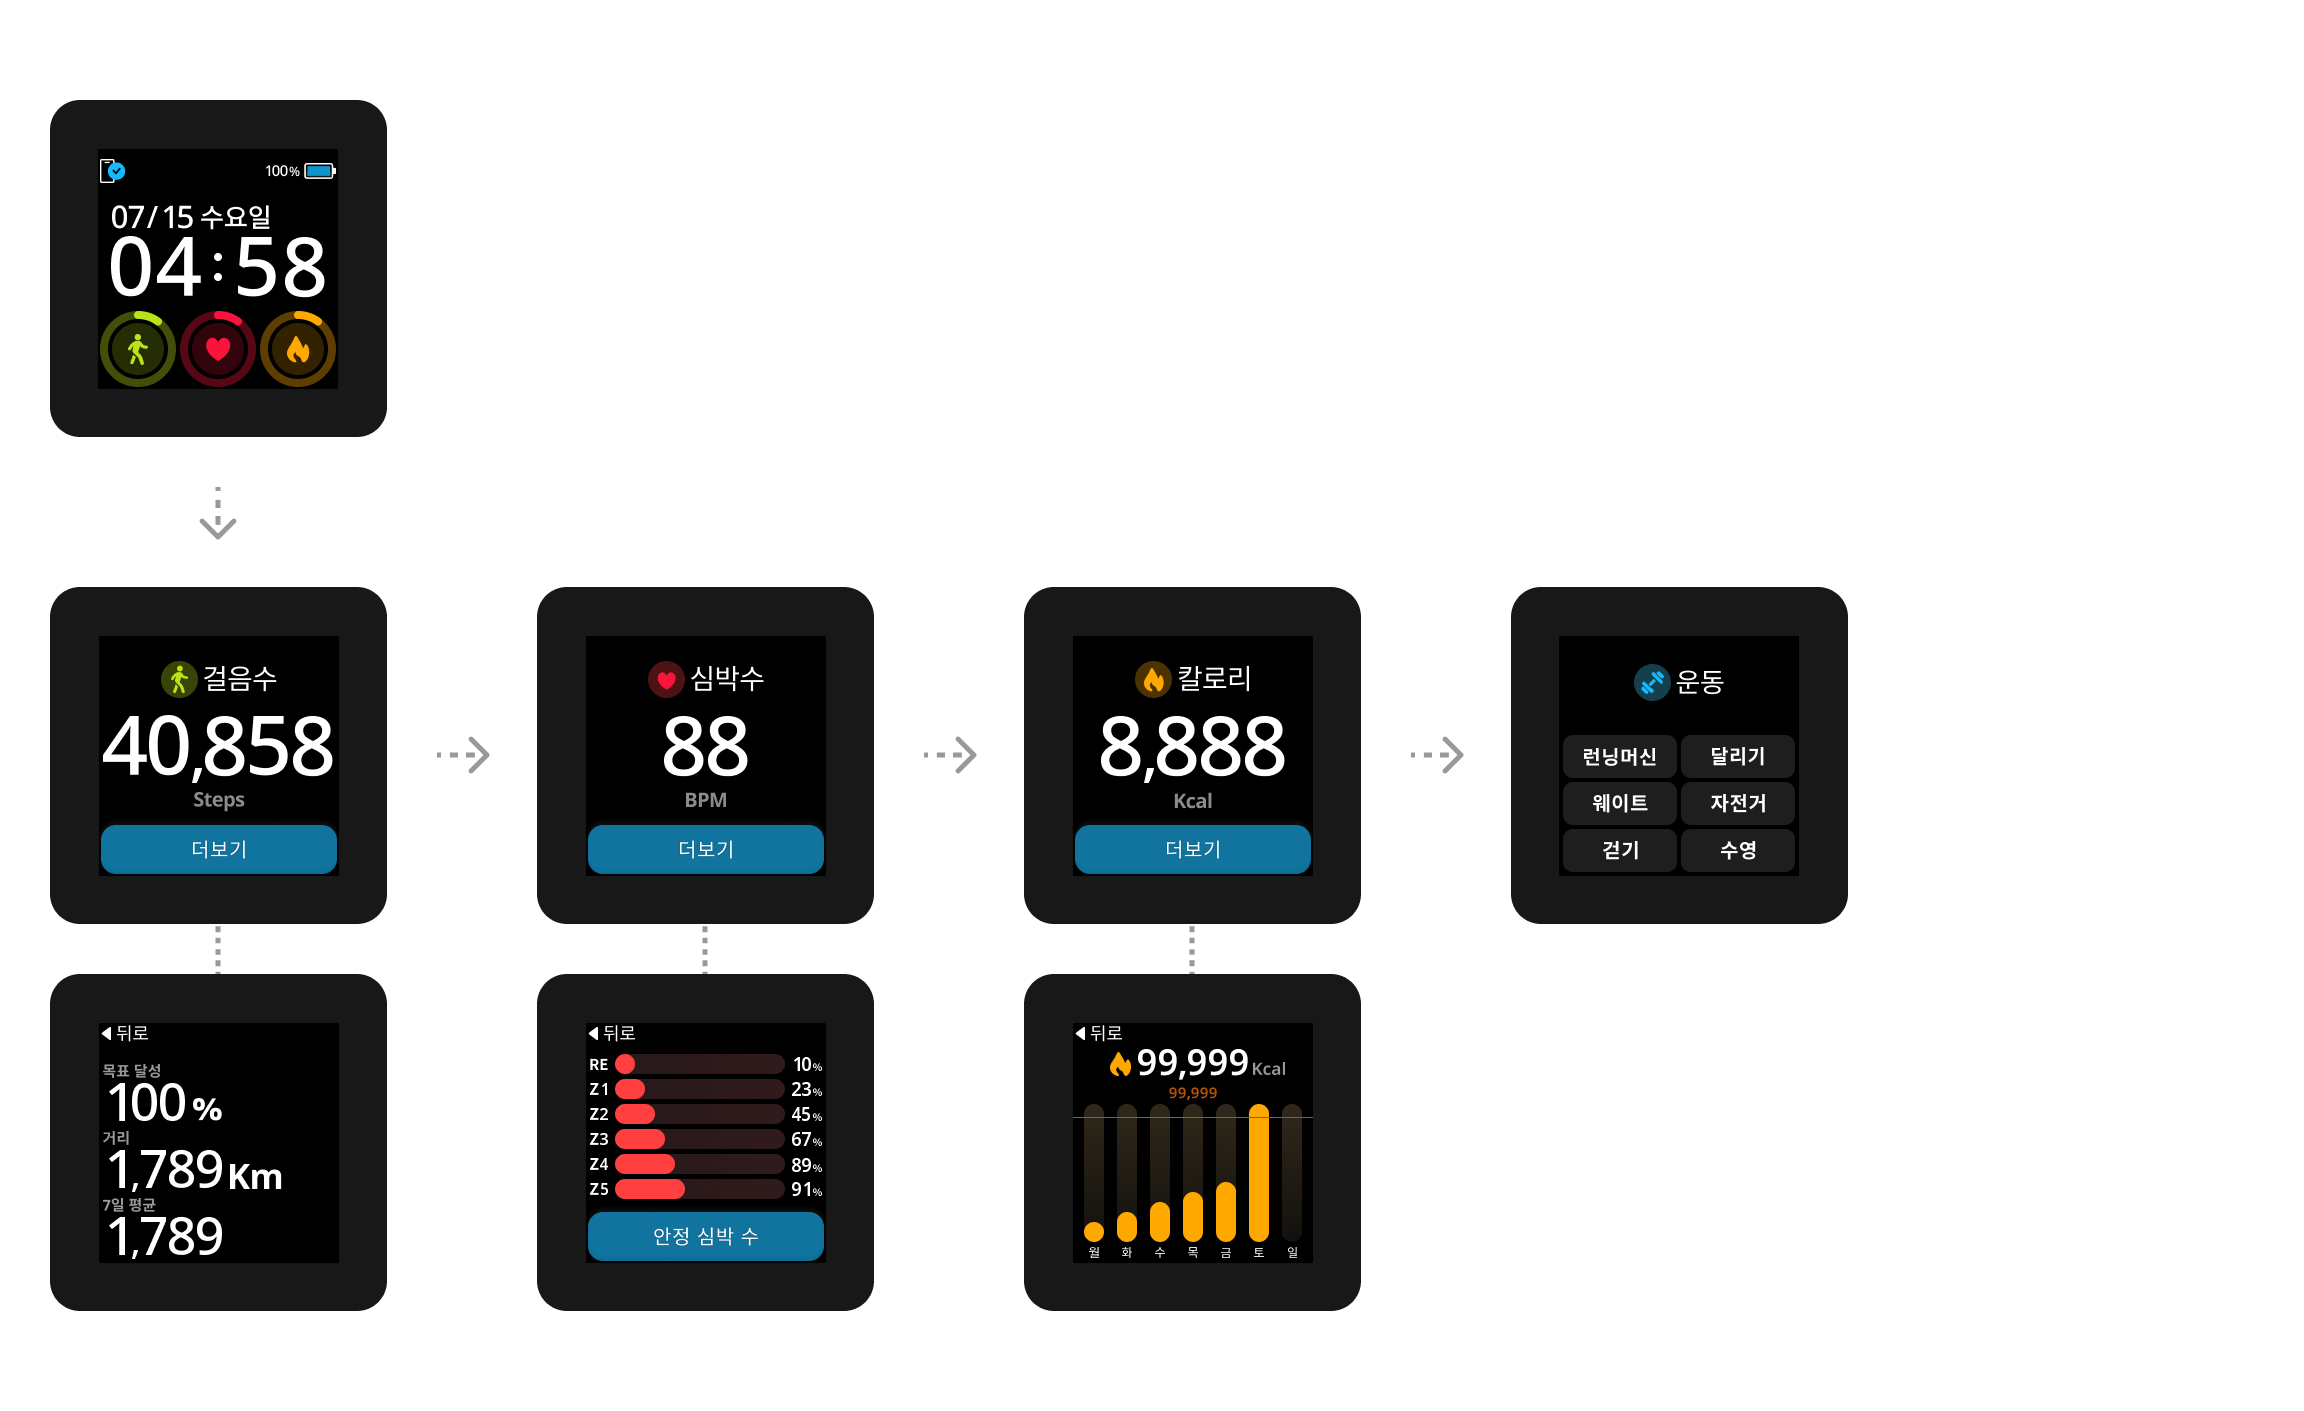 100%
07/15 수요일
04:58
걸음수
40,858
Steps
더보기
심박수
88
BPM
더보기
칼로리
8,888
Kcal
더보기
운동
런닝머신 달리기
웨이트 자전거
걷기 수영
뒤로
목표 달성
100 %
거리
1,789 Km
7일 평균
1,789
뒤로
RE 10%
Z1 23%
Z2 45%
Z3 67%
Z4 89%
Z5 91%
안정 심박 수
뒤로
99,999 Kcal
99,999
월 화 수 목 금 토 일